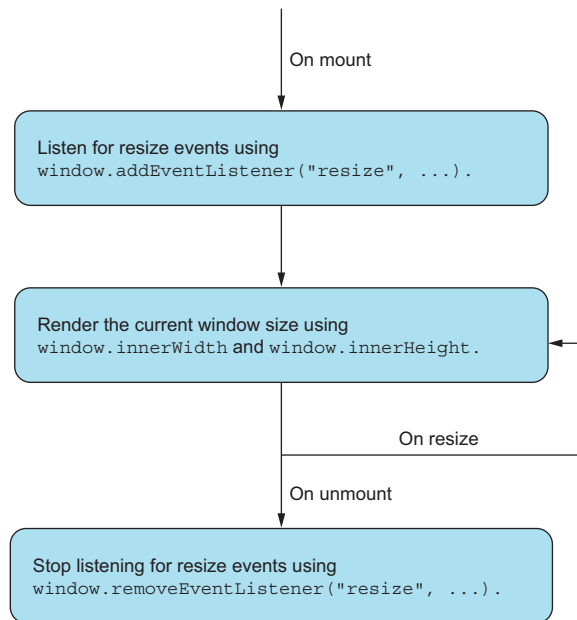 On mount
Listen for resize events using
window.addEventListener("resize", ...).
Render the current window size using
window.innerWidth and window.innerHeight.
On resize
On unmount
Stop listening for resize events using
window.removeEventListener("resize", ...).